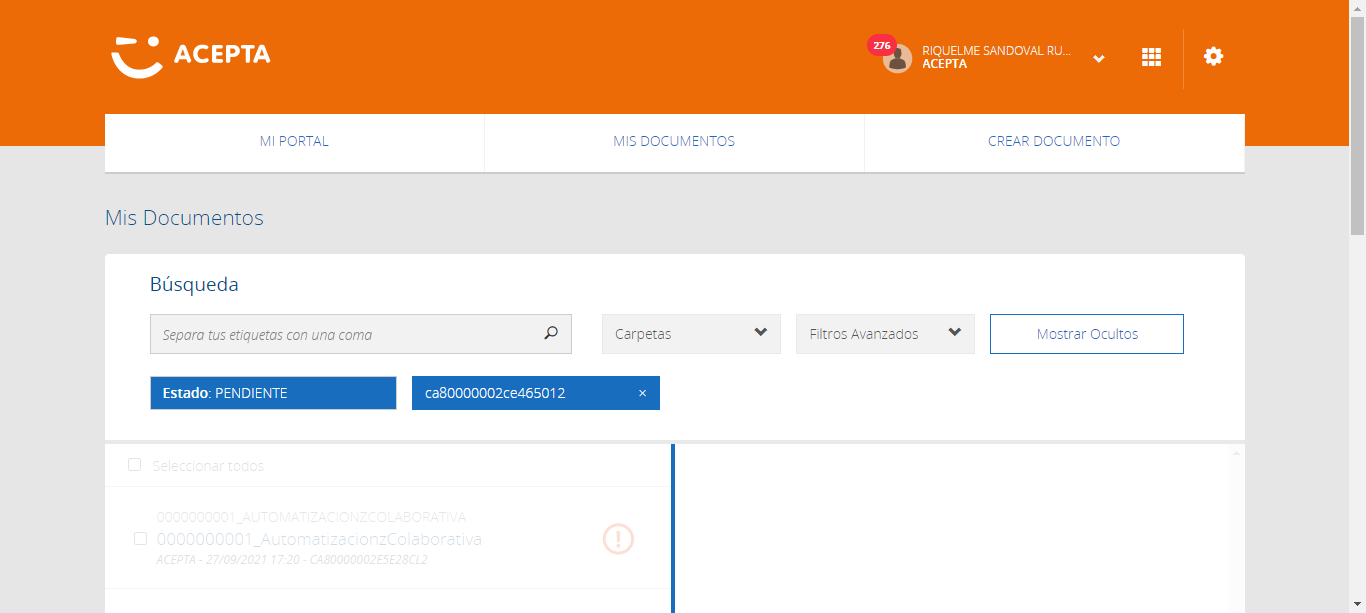 ACEPTA
276
RIQUELME SANDOVAL RU...
ACEPTA
MI PORTAL
MIS DOCUMENTOS
CREAR DOCUMENTO
Mis Documentos
Búsqueda
Separa tus etiquetas con una coma
Carpetas
Filtros Avanzados
Mostrar Ocultos
Estado: PENDIENTE
ca80000002ce465012 ×
Seleccionar todos
0000000001_AUTOMATIZACIONZCOLABORATIVA
0000000001_AutomatizacionzColaborativa
ACEPTA - 27/09/2021 17:20 - CA80000002E5E28CL2